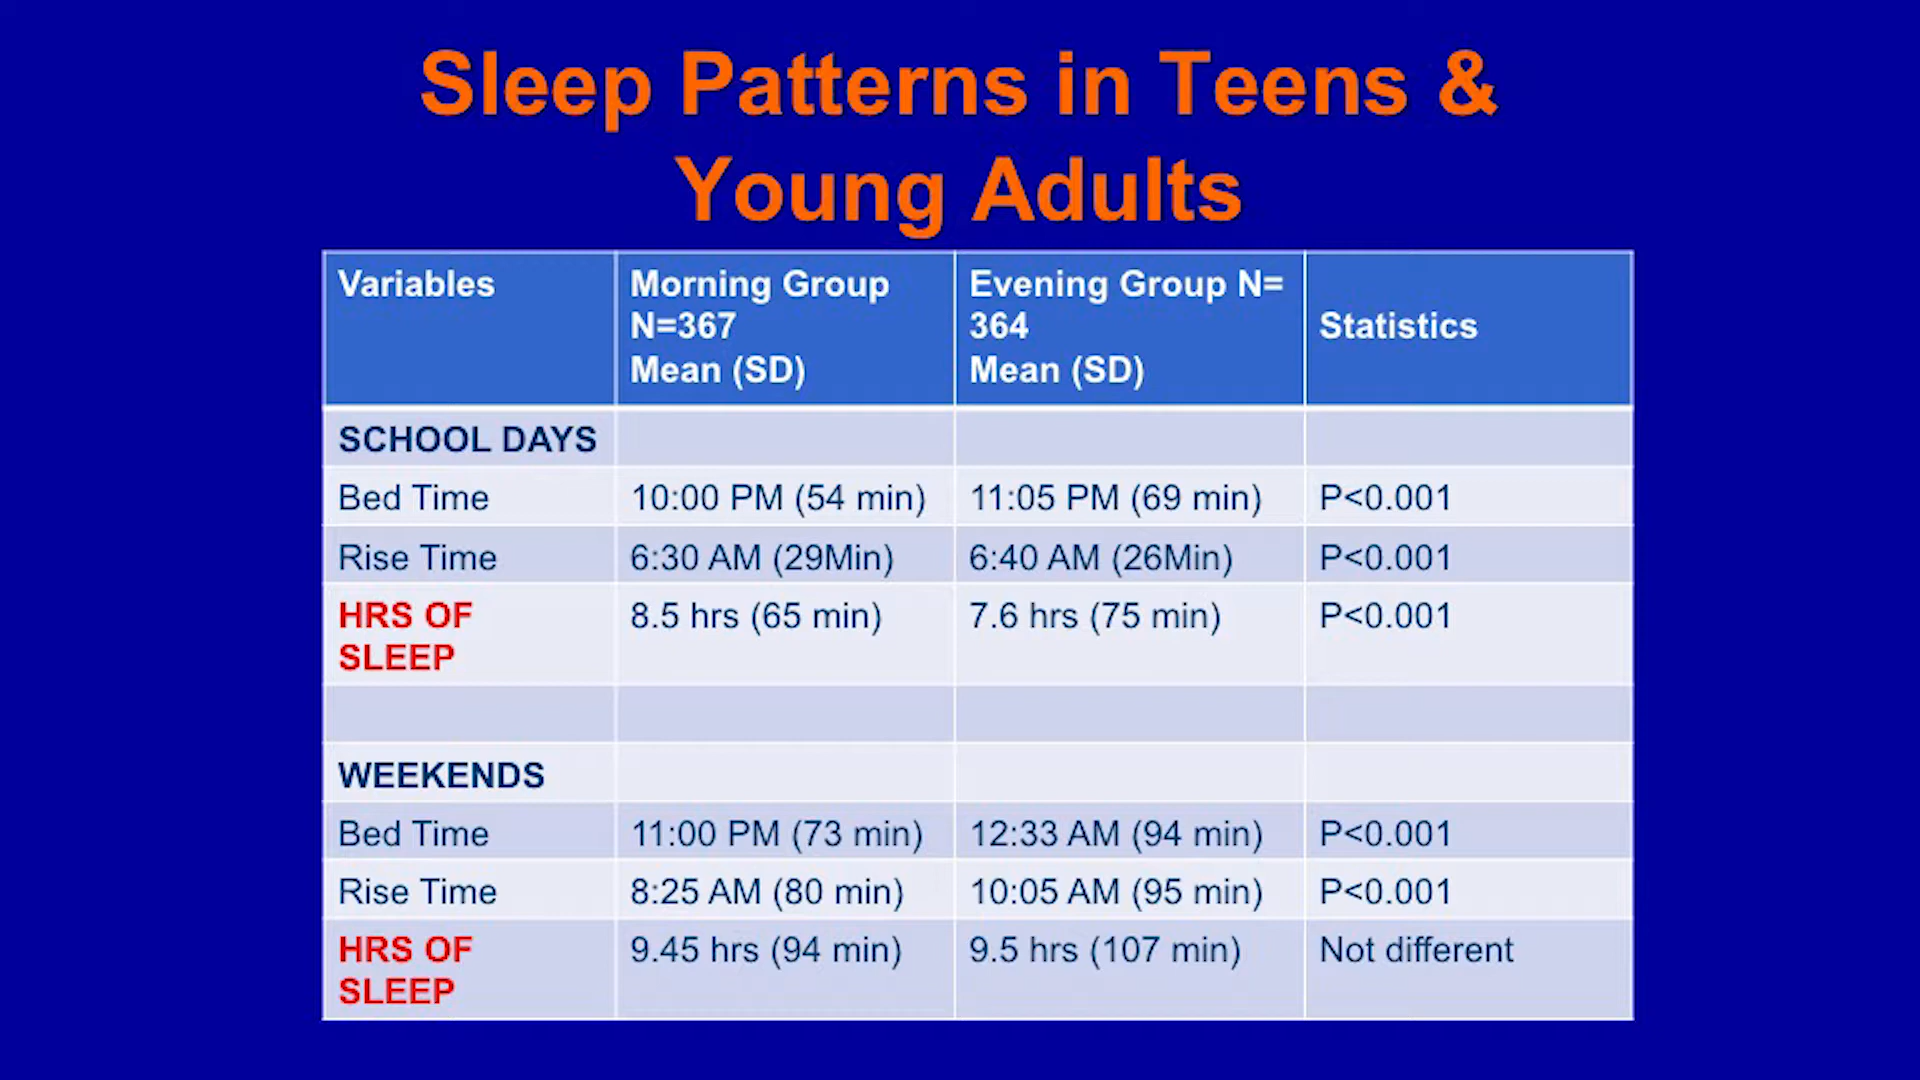 Sleep Patterns in Teens &
Young Adults
Variables
Morning Group
N=367
Mean (SD)
Evening Group N=
364
Mean (SD)
Statistics
SCHOOL DAYS
Bed Time
10:00 PM (54 min)
11:05 PM (69 min)
P<0.001
Rise Time
6:30 AM (29Min)
6:40 AM (26Min)
P<0.001
HRS OF
SLEEP
8.5 hrs (65 min)
7.6 hrs (75 min)
P<0.001
WEEKENDS
Bed Time
11:00 PM (73 min)
12:33 AM (94 min)
P<0.001
Rise Time
8:25 AM (80 min)
10:05 AM (95 min)
P<0.001
HRS OF
SLEEP
9.45 hrs (94 min)
9.5 hrs (107 min)
Not different